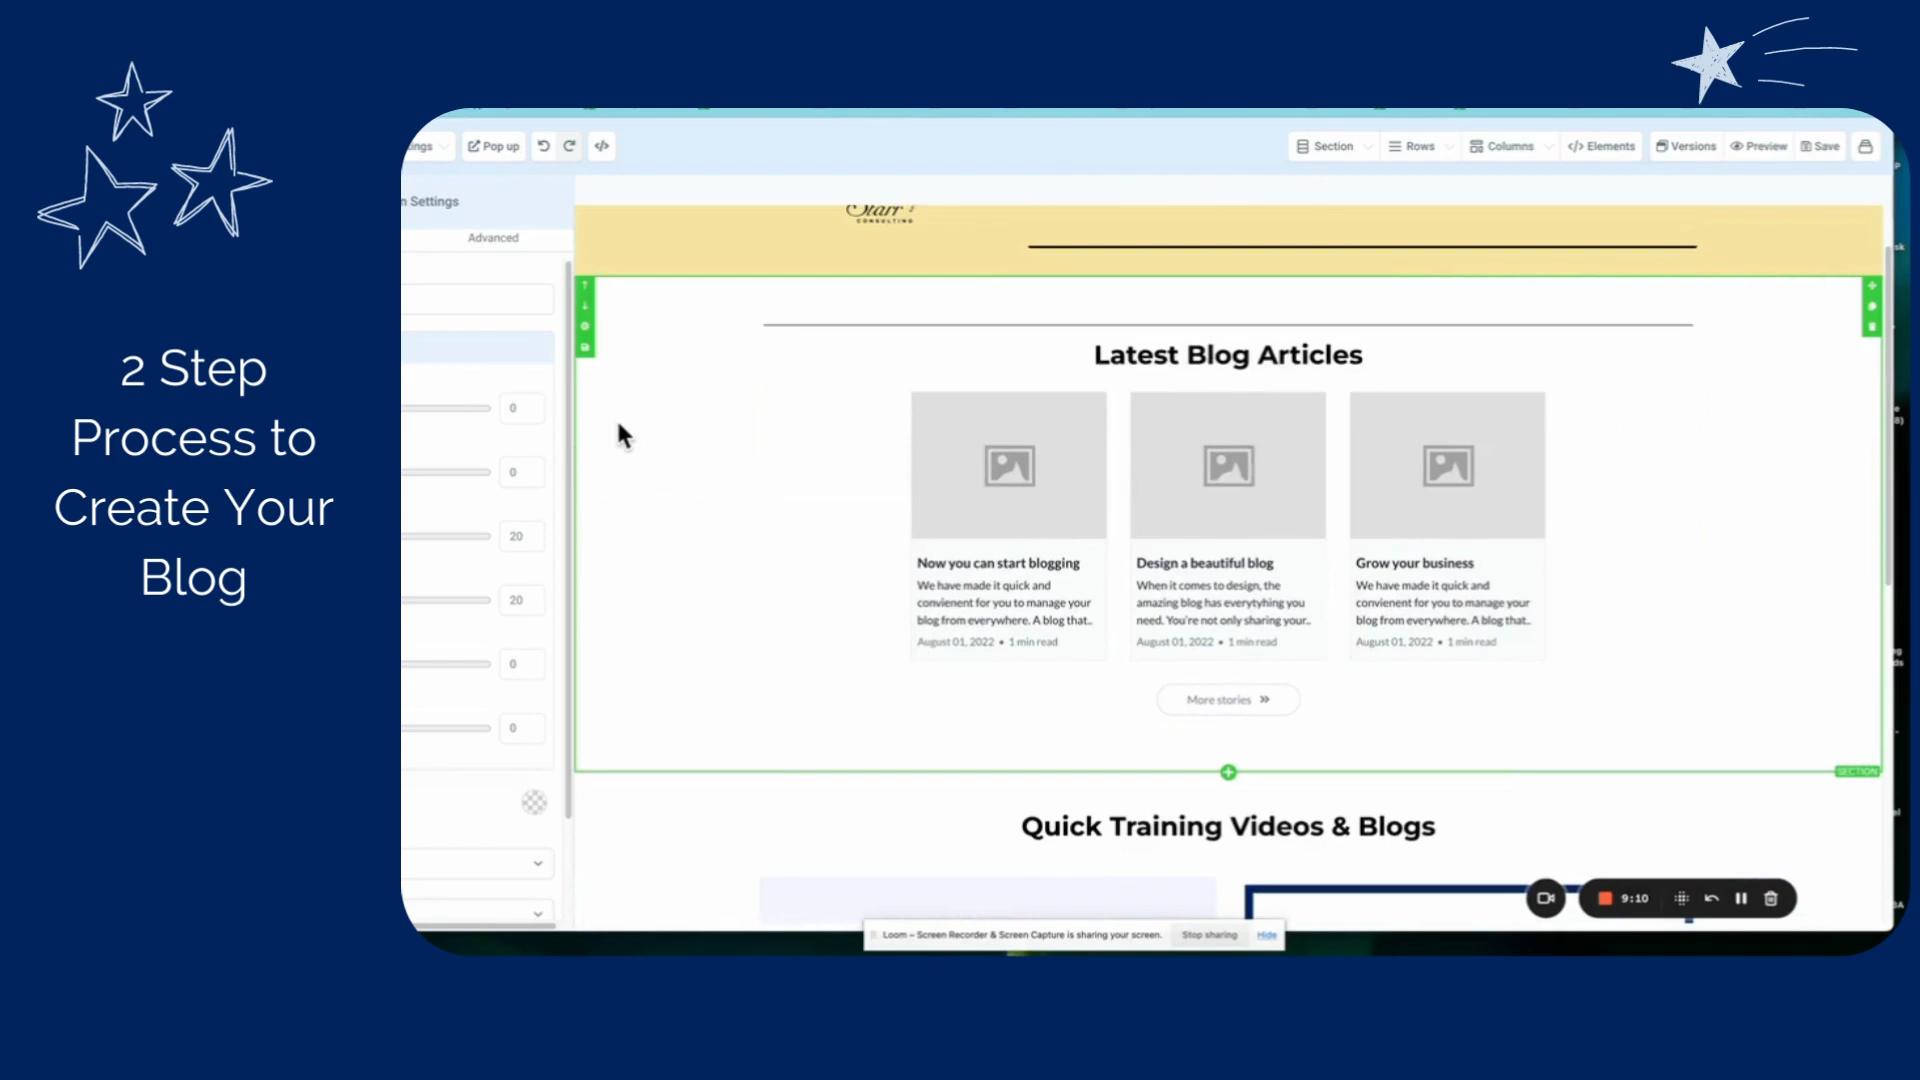 2 Step
Process to
Create Your
Blog
Pop up
</>
Section
Rows
Columns
</> Elements
Versions
Preview
Save
Settings
Advanced
Starr
CONSULTING
0
0
20
20
0
0
Latest Blog Articles
Now you can start blogging
We have made it quick and
convienent for you to manage your
blog from everywhere. A blog that..
August 01, 2022 • 1 min read
Design a beautiful blog
When it comes to design, the
amazing blog has everytyhing you
need. You're not only sharing your..
August 01, 2022 • 1 min read
Grow your business
We have made it quick and
convienent for you to manage your
blog from everywhere. A blog that..
August 01, 2022 • 1 min read
More stories »
SECTION
Quick Training Videos & Blogs
9:10
Loom – Screen Recorder & Screen Capture is sharing your screen.
Stop sharing
Hide